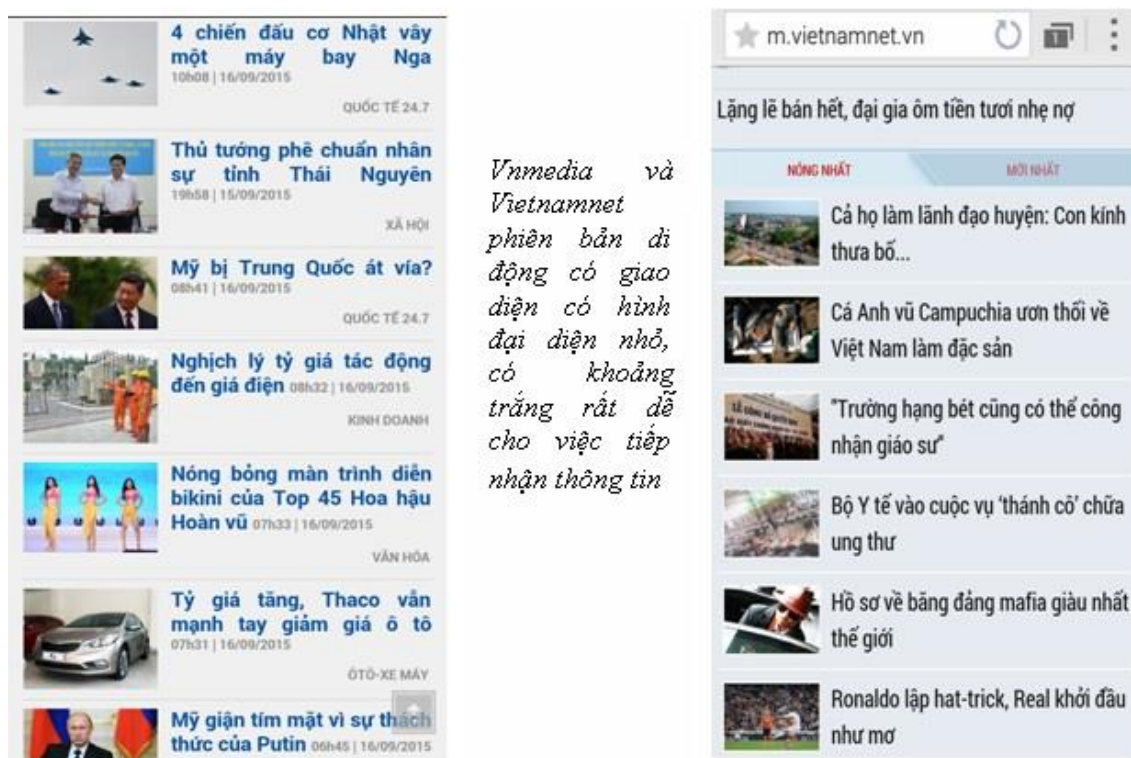 4 chiến đấu cơ Nhật vây
một máy bay Nga
10h08 | 16/09/2015
QUỐC TẾ 24.7
Thủ tướng phê chuẩn nhân
sự tỉnh Thái Nguyên
19h58 | 15/09/2015
XÃ HỘI
Mỹ bị Trung Quốc át vía?
08h41 | 16/09/2015
QUỐC TẾ 24.7
Nghịch lý tỷ giá tác động
đến giá điện 08h32 | 16/09/2015
KINH DOANH
Nóng bỏng màn trình diễn
bikini của Top 45 Hoa hậu
Hoàn vũ 07h33 | 16/09/2015
VĂN HÓA
Tỷ giá tăng, Thaco vẫn
mạnh tay giảm giá ô tô
07h31 | 16/09/2015
ÔTÔ-XE MÁY
Mỹ giận tím mặt vì sự thách
thức của Putin 06h45 | 16/09/2015
Vnmedia và
Vietnamnet
phiên bản di
động có giao
diện có hình
đại diện nhỏ,
có khoảng
trắng rất dễ
cho việc tiếp
nhận thông tin
m.vietnamnet.vn
1
Lặng lẽ bán hết, đại gia ôm tiền tươi nhẹ nợ
NÓNG NHẤT
MỚI NHẤT
Cả họ làm lãnh đạo huyện: Con kính
thưa bố...
Cá Anh vũ Campuchia ươn thối về
Việt Nam làm đặc sản
"Trường hạng bét cũng có thể công
nhận giáo sư"
Bộ Y tế vào cuộc vụ 'thánh cô' chữa
ung thư
Hồ sơ về băng đảng mafia giàu nhất
thế giới
Ronaldo lập hat-trick, Real khởi đầu
như mơ